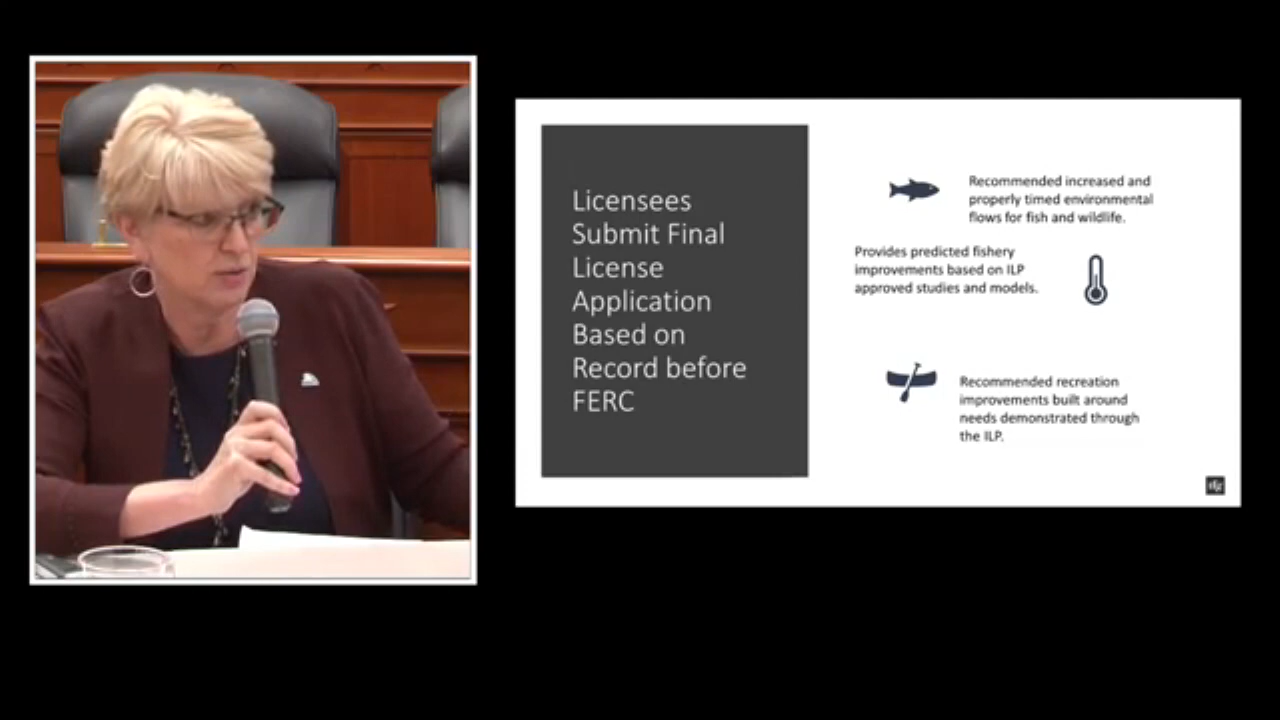 Licensees
Submit Final
License
Application
Based on
Record before
FERC
Recommended increased and
properly timed environmental
flows for fish and wildlife.
Provides predicted fishery
improvements based on ILP
approved studies and models.
Recommended recreation
improvements built around
needs demonstrated through
the ILP.